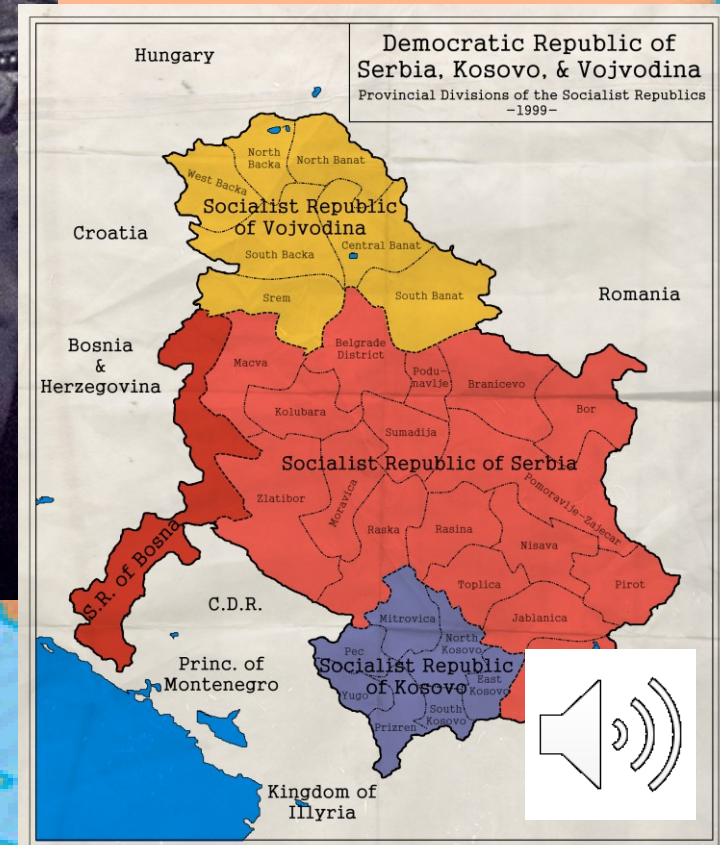 Democratic Republic of
Serbia, Kosovo, & Vojvodina
Provincial Divisions of the Socialist Republics
-1999-
Hungary
Croatia
Bosnia
&
Herzegovina
Romania
C.D.R.
Princ. of
Montenegro
Kingdom of
Illyria
North
Backa
North Banat
West Backa
Socialist Republic
of Vojvodina
South Backa
Central Banat
Srem
South Banat
Macva
Belgrade
District
Podu-
navlje
Branicevo
Bor
Kolubara
Sumadija
Socialist Republic of Serbia
Zlatibor
Moravica
Pomoravlje-Zajecar
Raska
Rasina
Nisava
Toplica
Pirot
Jablanica
S.R. of Bosna
Mitrovica
North
Kosovo
Pec
Socialist Republic
of Kosovo
East
Kosovo
Yugo
South
Kosovo
Prizren